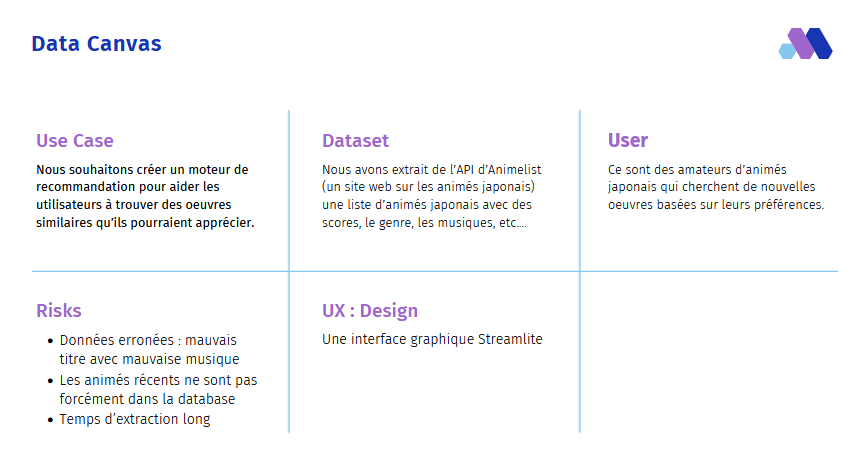 Data Canvas
Use Case
Nous souhaitons créer un moteur de
recommandation pour aider les
utilisateurs à trouver des oeuvres
similaires qu'ils pourraient apprécier.
Dataset
Nous avons extrait de l'API d'Animelist
(un site web sur les animés japonais)
une liste d'animés japonais avec des
scores, le genre, les musiques, etc....
User
Ce sont des amateurs d'animés
japonais qui cherchent de nouvelles
oeuvres basées sur leurs préférences.
Risks
• Données erronées : mauvais
titre avec mauvaise musique
• Les animés récents ne sont pas
forcément dans la database
• Temps d'extraction long
UX : Design
Une interface graphique Streamlite